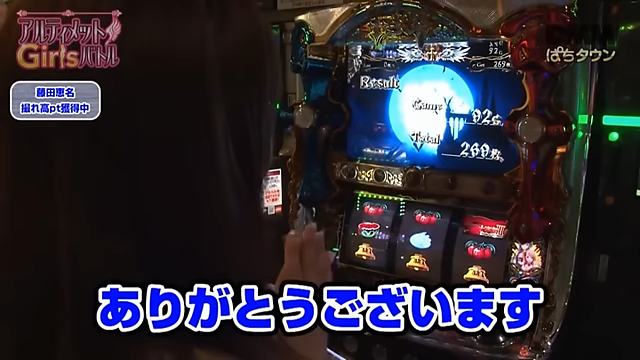 アルティメット
Girlsバトル
藤田恵名
撮れ高pt獲得中
ぱちタウン
Result
Game 92G
Total 269枚
ありがとうございます